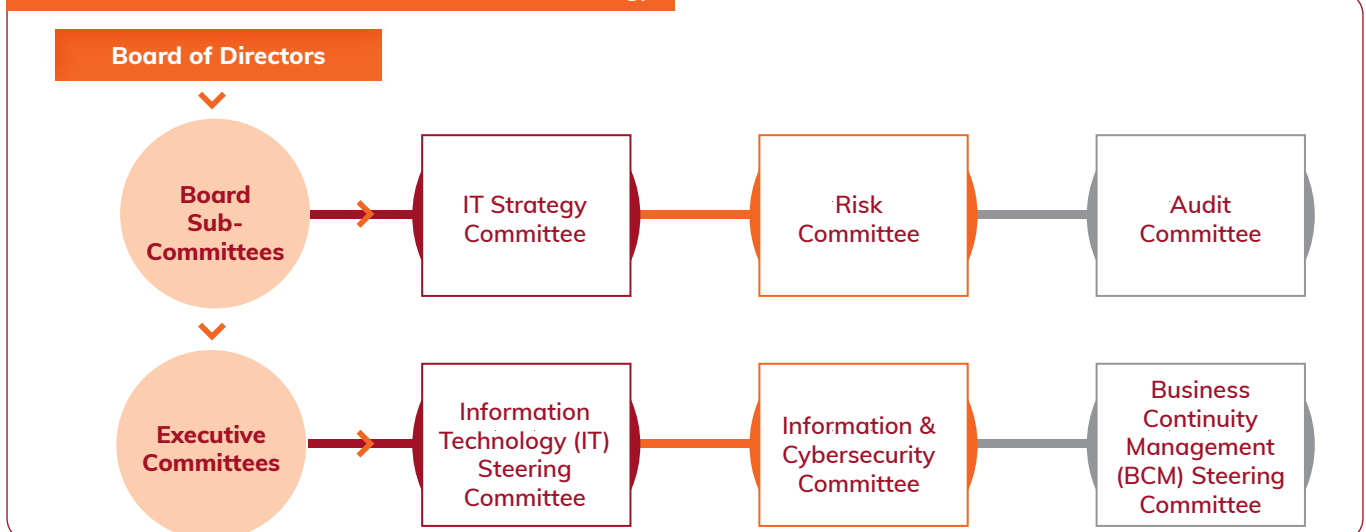 Board of Directors
Board
Sub-
Committees
IT Strategy
Committee
Risk
Committee
Audit
Committee
Executive
Committees
Information
Technology (IT)
Steering
Committee
Information &
Cybersecurity
Committee
Business
Continuity
Management
(BCM) Steering
Committee